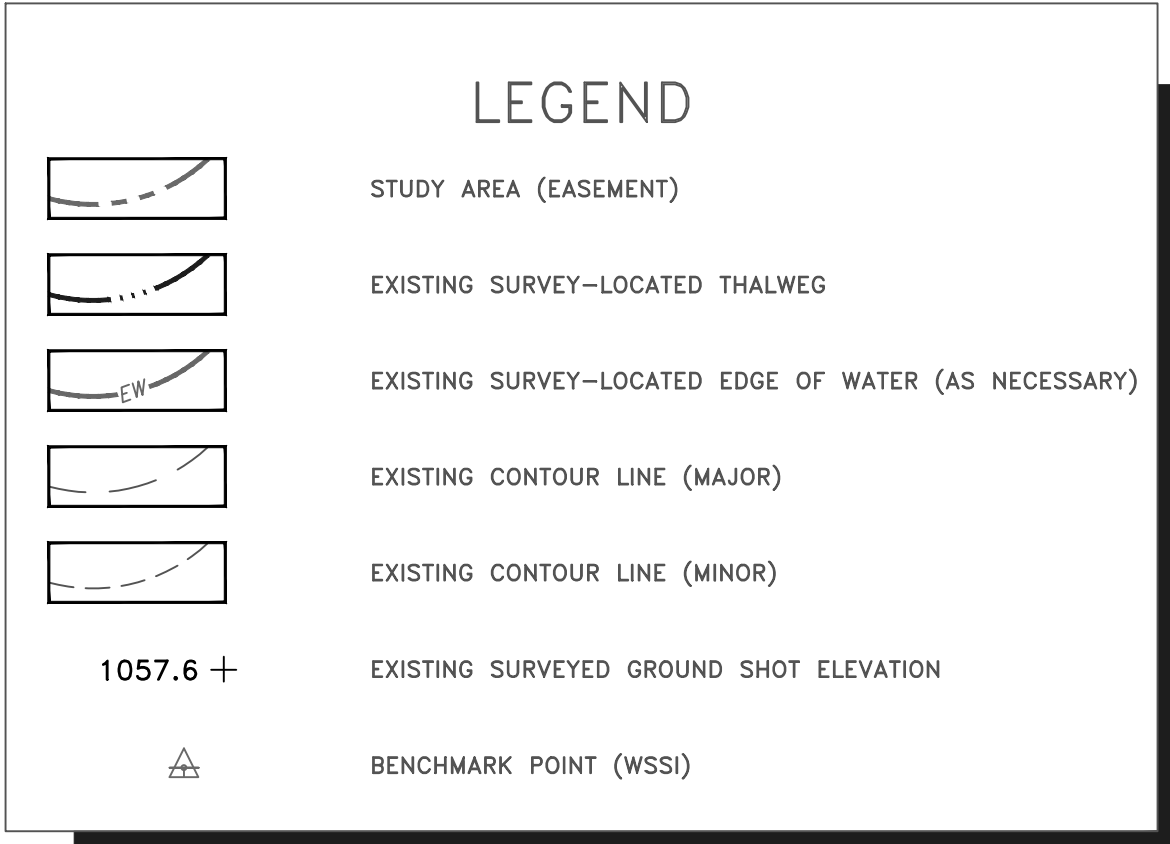 LEGEND
STUDY AREA (EASEMENT)
EXISTING SURVEY-LOCATED THALWEG
EW EXISTING SURVEY-LOCATED EDGE OF WATER (AS NECESSARY)
EXISTING CONTOUR LINE (MAJOR)
EXISTING CONTOUR LINE (MINOR)
1057.6 + EXISTING SURVEYED GROUND SHOT ELEVATION
BENCHMARK POINT (WSSI)